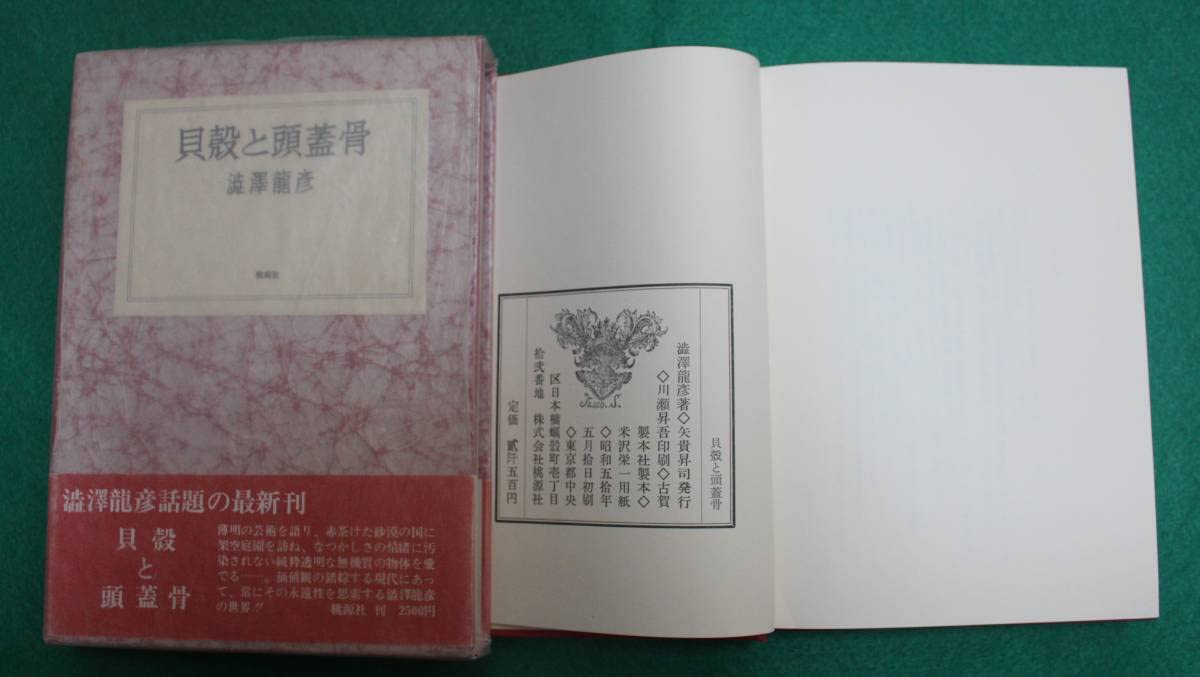 貝殻と頭蓋骨
澁澤龍彦
桃源社
澁澤龍彦話題の最新刊
貝殻
と
頭蓋骨
薄明の芸術を語り、赤茶けた砂漠の国に
架空庭園を訪ね、なつかしさの情緒に汚
染されない純粋透明な無機質の物体を愛
でる……。価値観の錯綜する現代にあっ
て、常にその永遠性を思索する澁澤龍彦
の世界!!
桃源社 刊 2500円
貝殻と頭蓋骨
澁澤龍彦著◇矢貴昇司発行
◇川瀬昇吾印刷◇古賀
製本社製本◇
米沢栄一用紙
◇昭和五拾年
五月拾日初刷
◇東京都中央
区日本橋蠣殻町壱丁目
拾弐番地 株式会社桃源社
定価 貳阡五百円